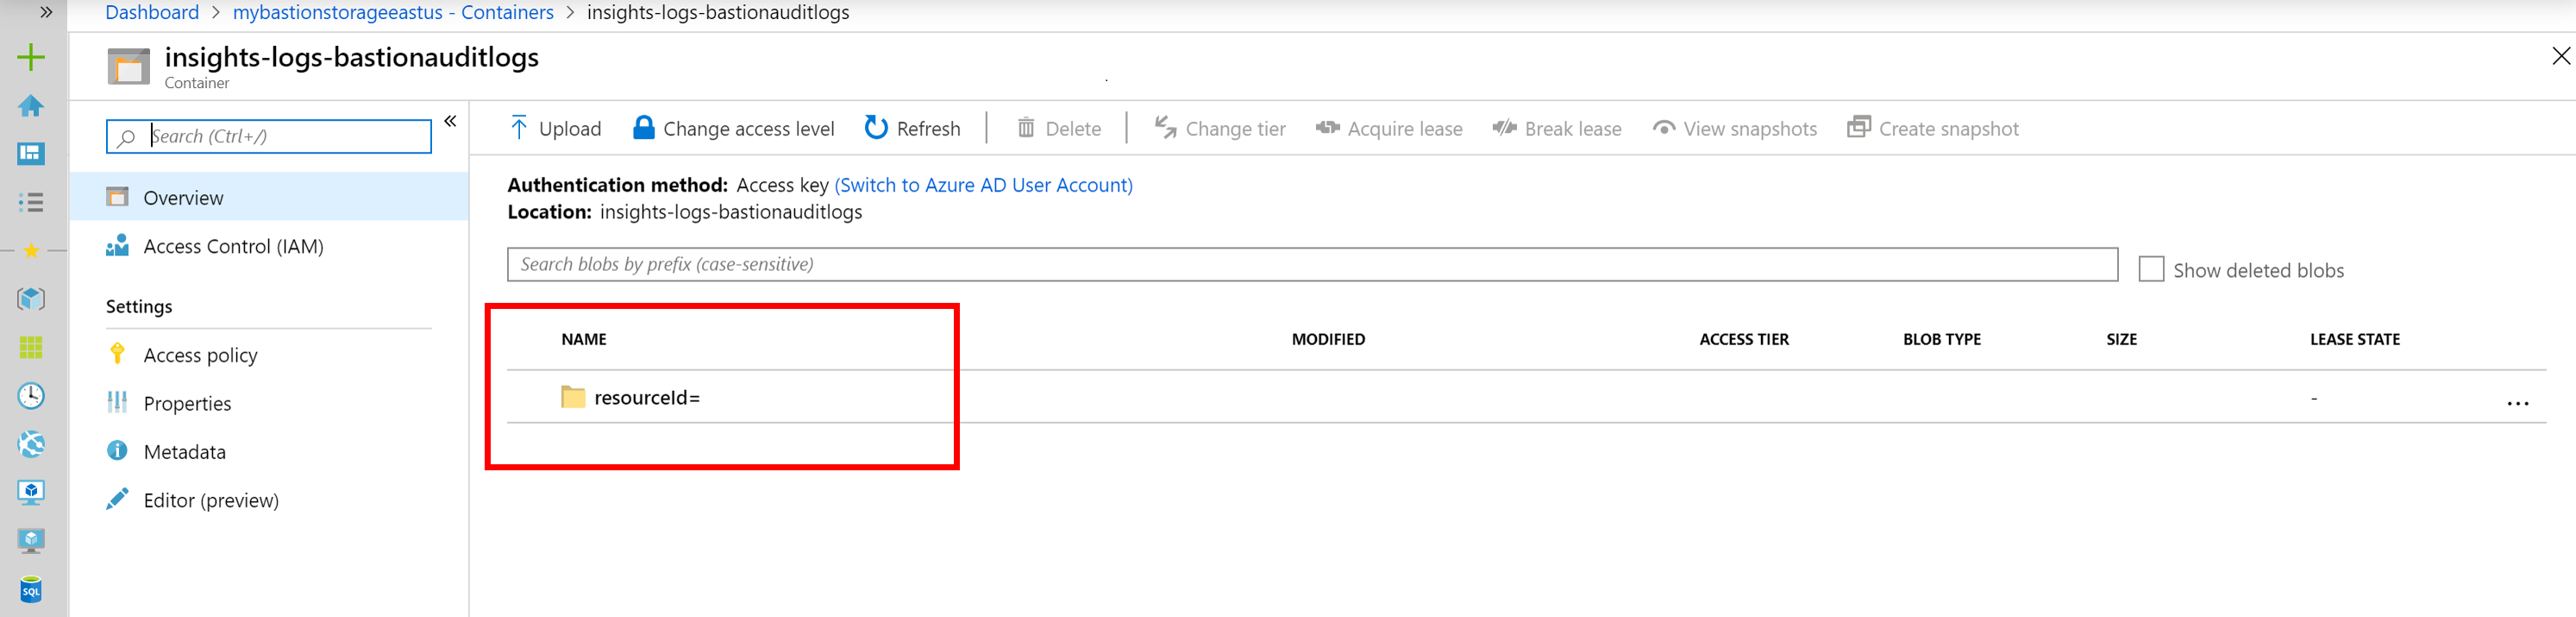 Dashboard > mybastionstorageeastus - Containers > insights-logs-bastionauditlogs
insights-logs-bastionauditlogs
Container
Search (Ctrl+/)
Overview
Access Control (IAM)
Settings
Access policy
Properties
Metadata
Editor (preview)
Upload Change access level Refresh Delete Change tier Acquire lease Break lease View snapshots Create snapshot
Authentication method: Access key (Switch to Azure AD User Account)
Location: insights-logs-bastionauditlogs
Search blobs by prefix (case-sensitive) Show deleted blobs
NAME MODIFIED ACCESS TIER BLOB TYPE SIZE LEASE STATE
resourceId= - ...
SQL